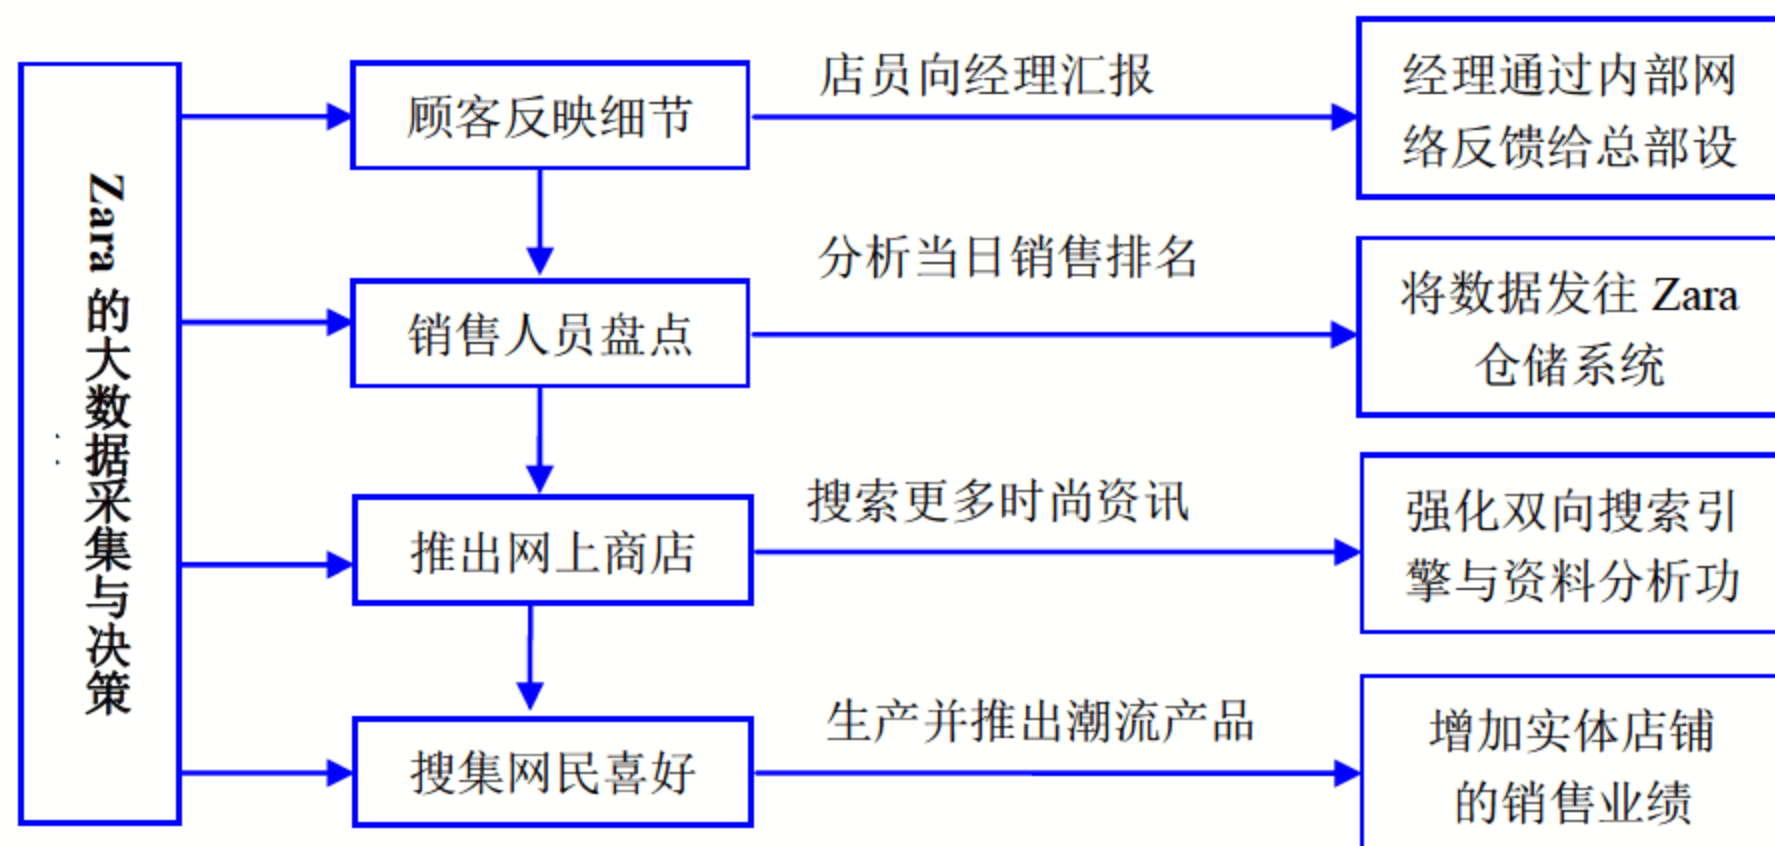 Zara的大数据采集与决策
顾客反映细节
店员向经理汇报
经理通过内部网
络反馈给总部设
销售人员盘点
分析当日销售排名
将数据发往 Zara
仓储系统
推出网上商店
搜索更多时尚资讯
强化双向搜索引
擎与资料分析功
搜集网民喜好
生产并推出潮流产品
增加实体店铺
的销售业绩